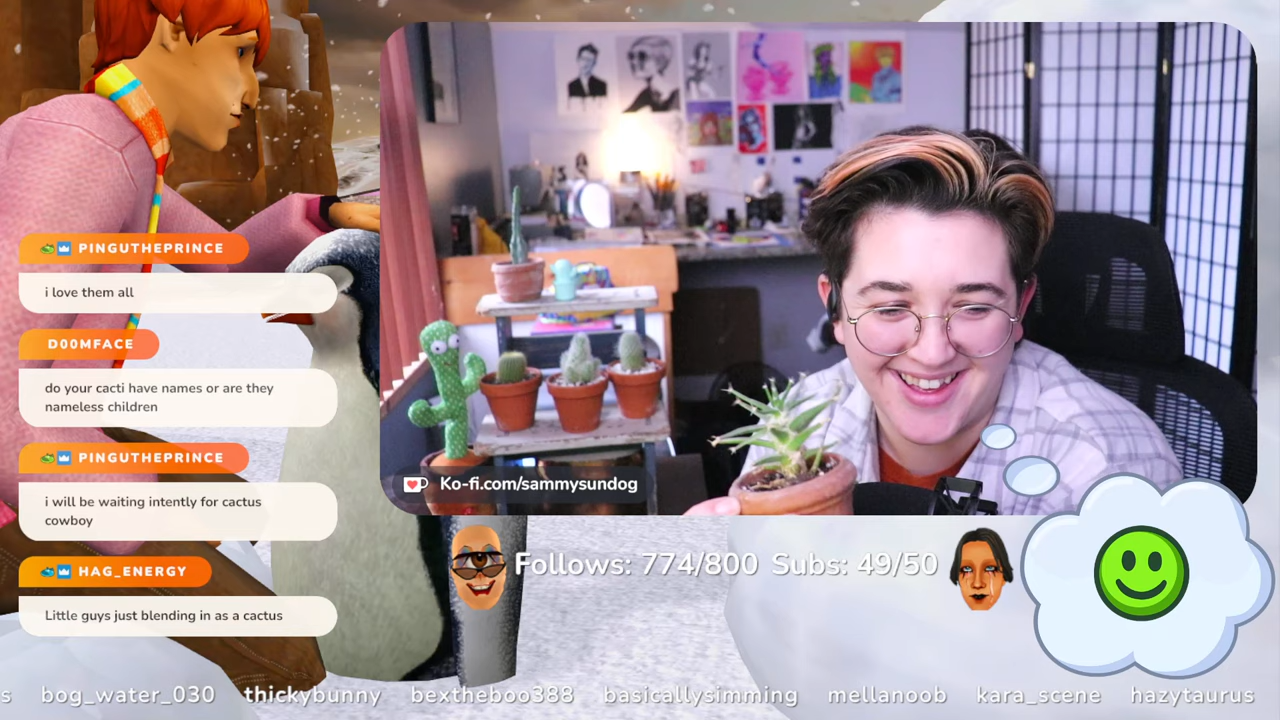 PINGUTHEPRINCE
i love them all
D00MFACE
do your cacti have names or are they
nameless children
PINGUTHEPRINCE
i will be waiting intently for cactus
cowboy
HAG_ENERGY
Little guys just blending in as a cactus
Ko-fi.com/sammysundog
Follows: 774/800 Subs: 49/50
s bog_water_030 thickybunny bextheboo388 basicallysimming mellanoob kara_scene hazytaurus